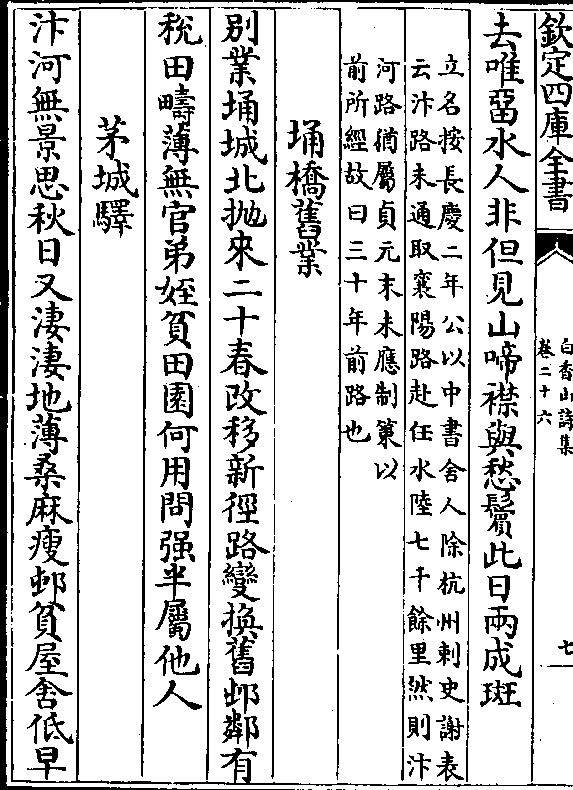 欽定四庫全書
白香山詩集
卷二十六
七
去唯留水人非但見山啼襟與愁鬢此日兩成斑
立名按長慶二年公以中書舍人除杭州刺史謝表
云汴路未通取襄陽路赴任水陸七千餘里然則汴
河路猶屬貞元末未應制策以
前所經故曰三十年前路也
埇橋舊業
别業埇城北抛來二十春改移新徑路變換舊邨鄰有
稅田疇薄無官弟姪貧田園何用問强半屬他人
茅城驛
汴河無景思秋日又淒淒地薄桑麻瘦邨貧屋舍低早